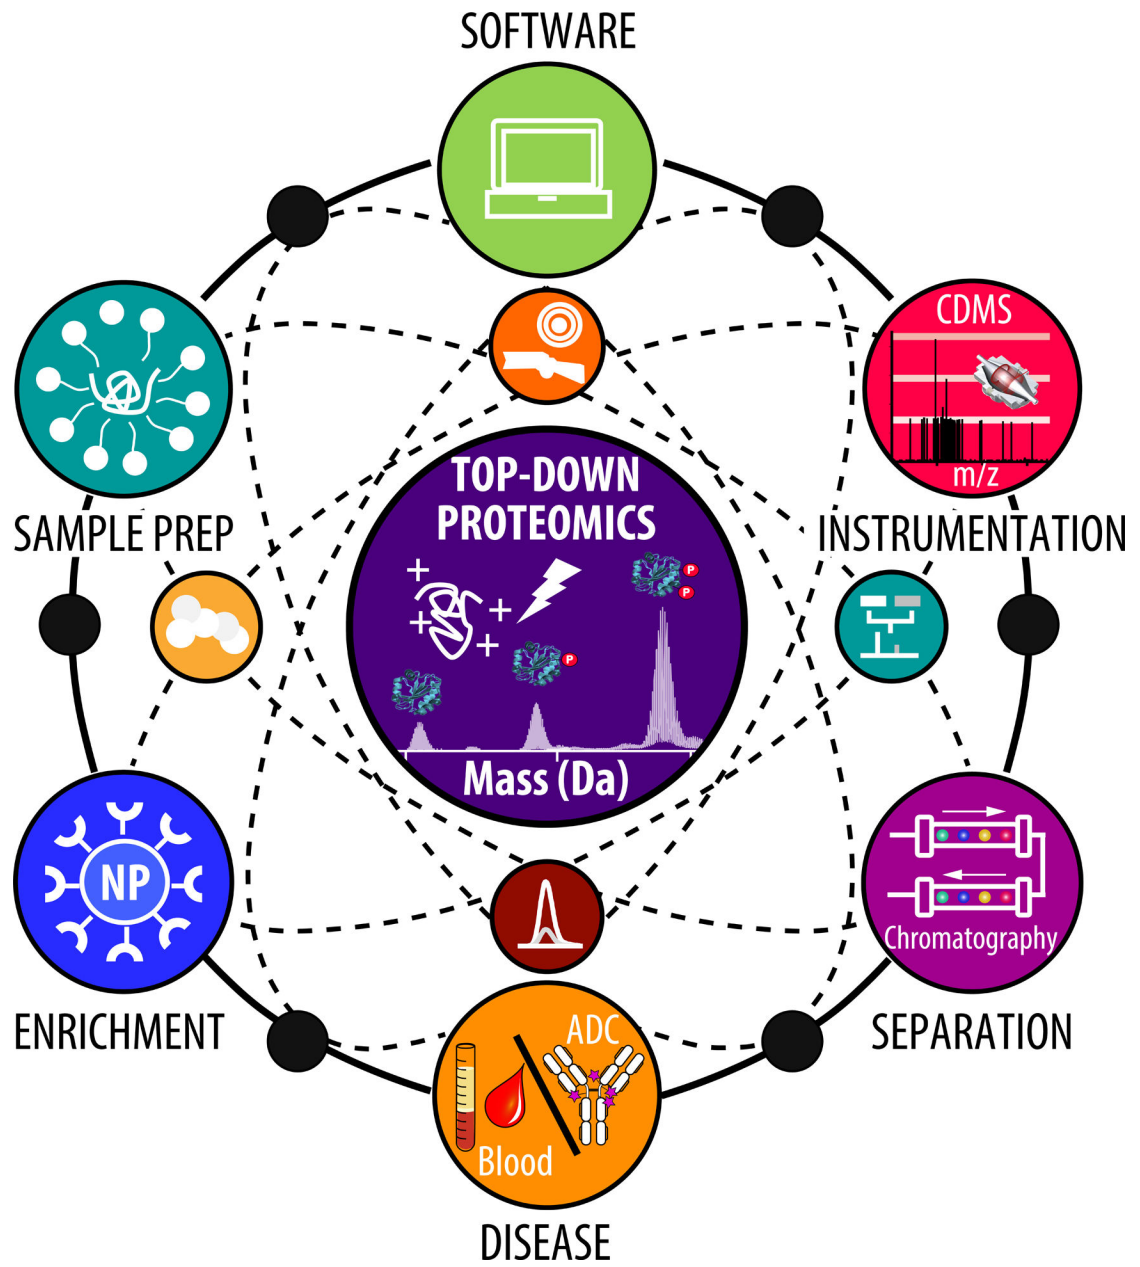 SOFTWARE
CDMS
m/z
TOP-DOWN
PROTEOMICS
SAMPLE PREP
INSTRUMENTATION
+
P
P
+
+
+
P
Mass (Da)
NP
Chromatography
ENRICHMENT
SEPARATION
ADC
Blood
DISEASE